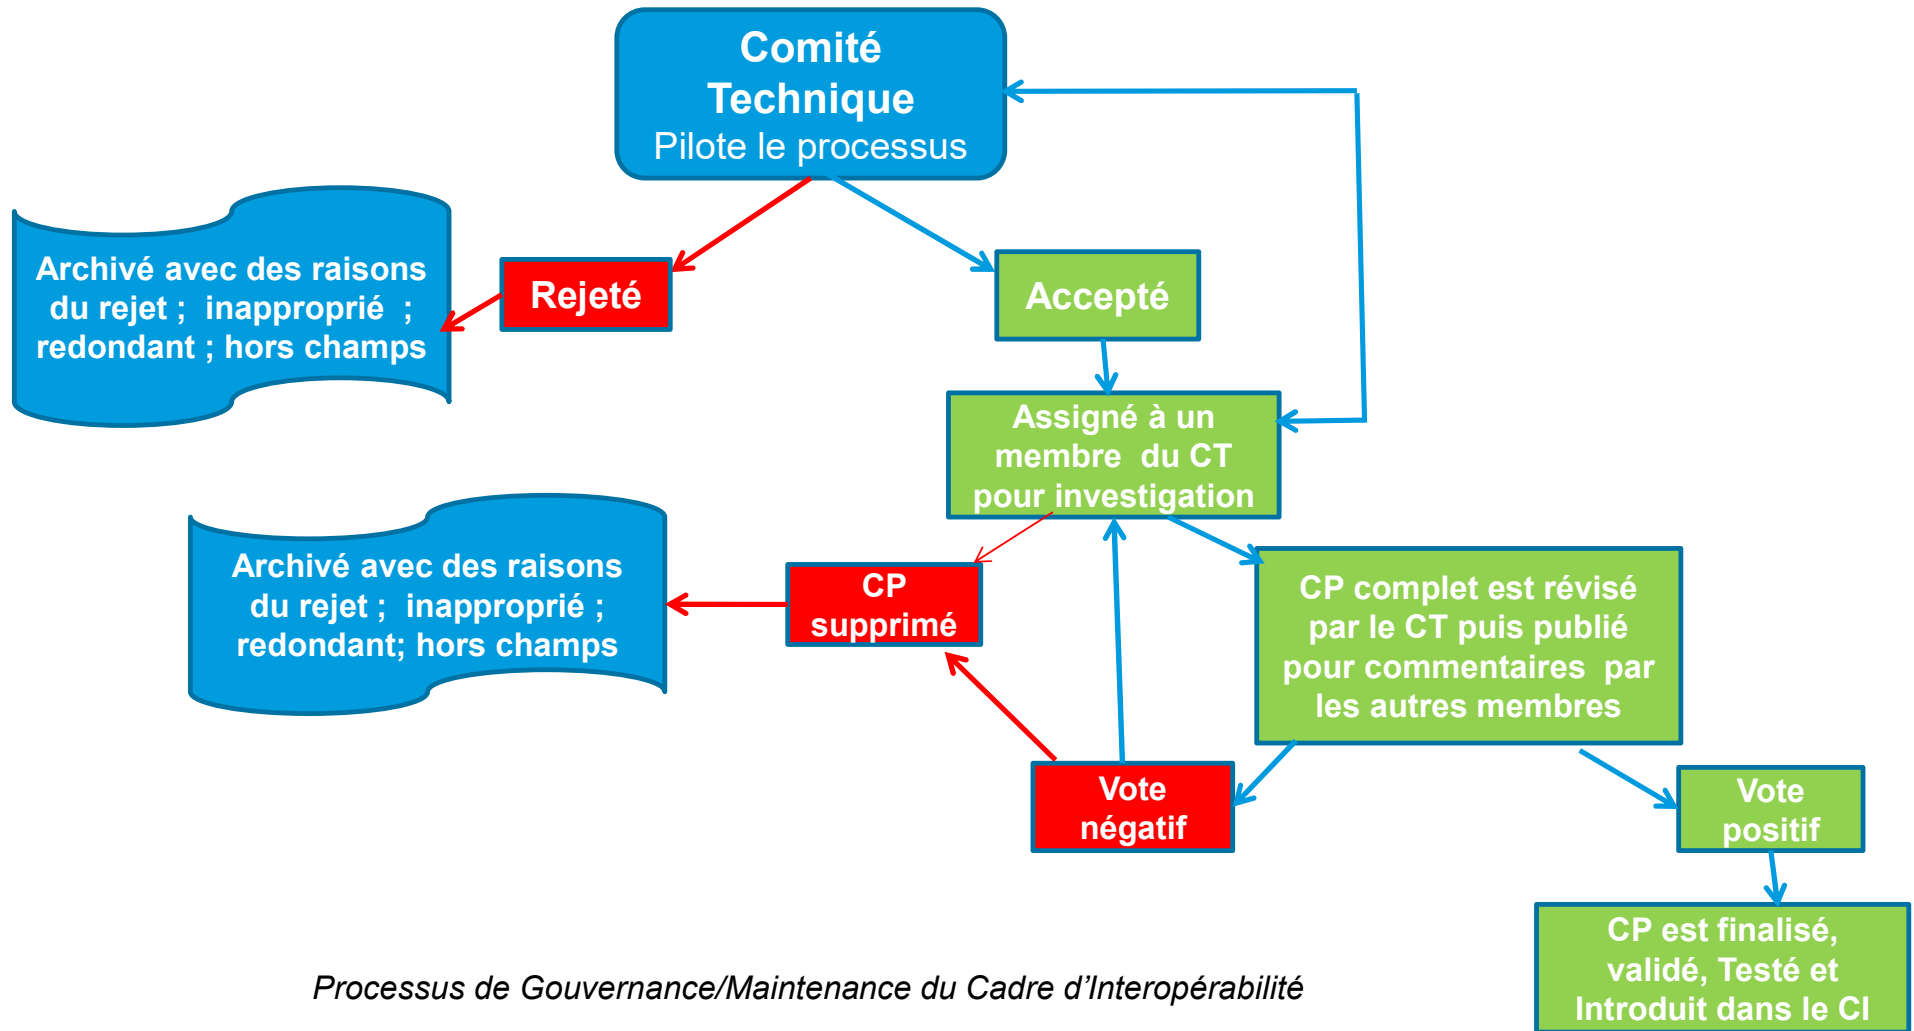 Comité
Technique
Pilote le processus
Archivé avec des raisons
du rejet ; inapproprié ;
redondant ; hors champs
Rejeté
Accepté
Assigné à un
membre du CT
pour investigation
Archivé avec des raisons
du rejet ; inapproprié ;
redondant; hors champs
CP
supprimé
CP complet est révisé
par le CT puis publié
pour commentaires par
les autres membres
Vote
négatif
Vote
positif
CP est finalisé,
validé, Testé et
Introduit dans le CI
Processus de Gouvernance/Maintenance du Cadre d’Interopérabilité